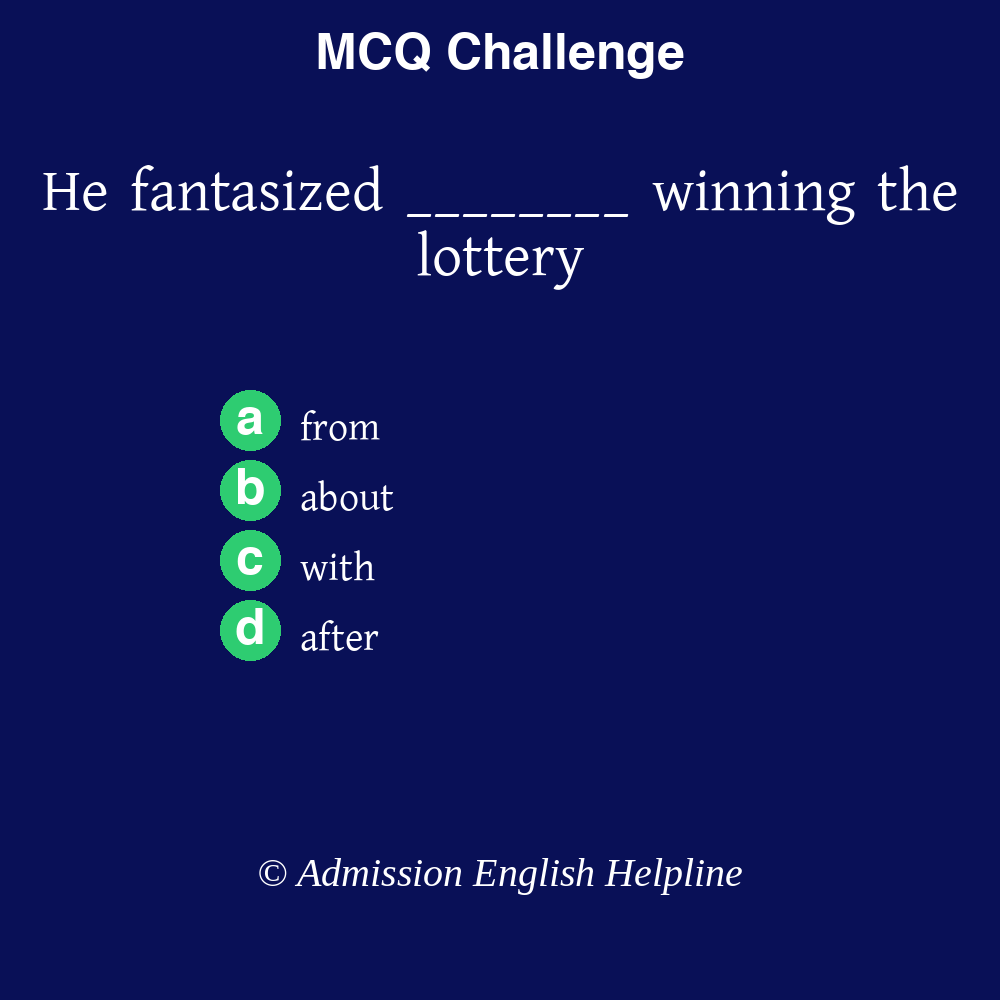 MCQ Challenge
He fantasized ________ winning the
lottery
a from
b about
c with
d after
© Admission English Helpline